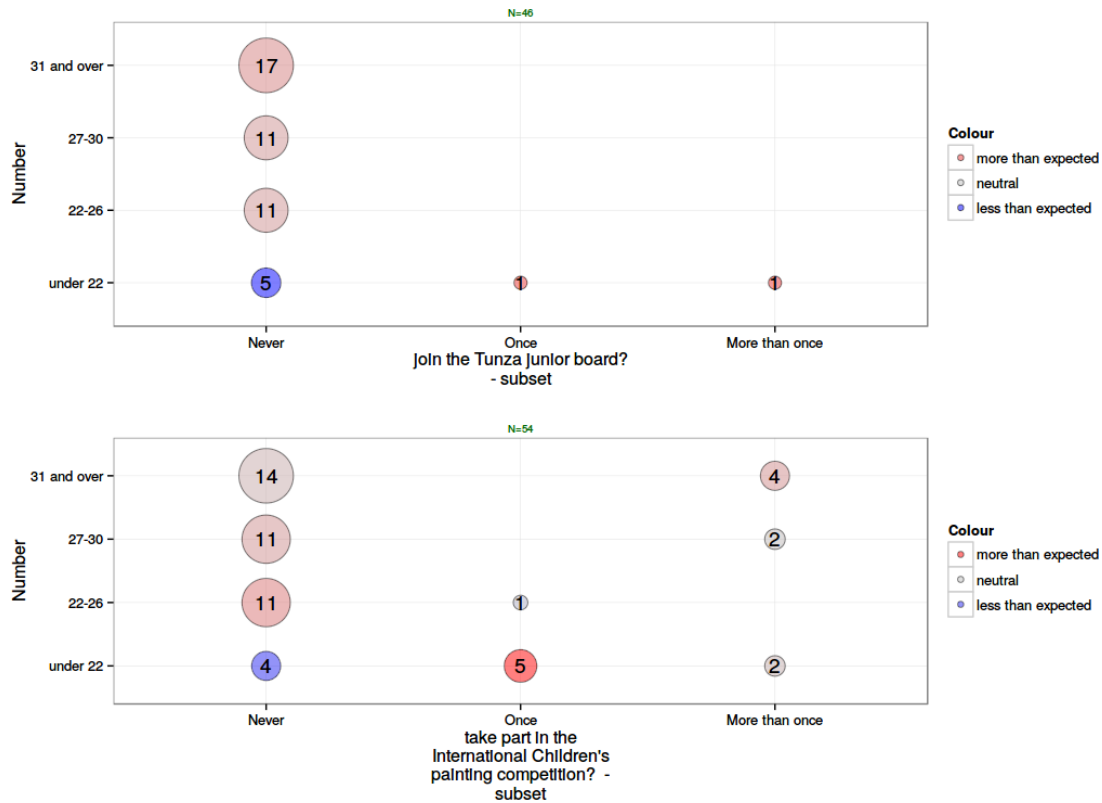 N=46
31 and over
17
27-30
11
22-26
11
under 22
5
1
1
Number
Never
Once
More than once
join the Tunza junior board?
- subset
Colour
more than expected
neutral
less than expected
N=54
31 and over
14
4
27-30
11
2
22-26
11
1
under 22
4
5
2
Number
Never
Once
More than once
take part in the
International Children's
painting competition? -
subset
Colour
more than expected
neutral
less than expected